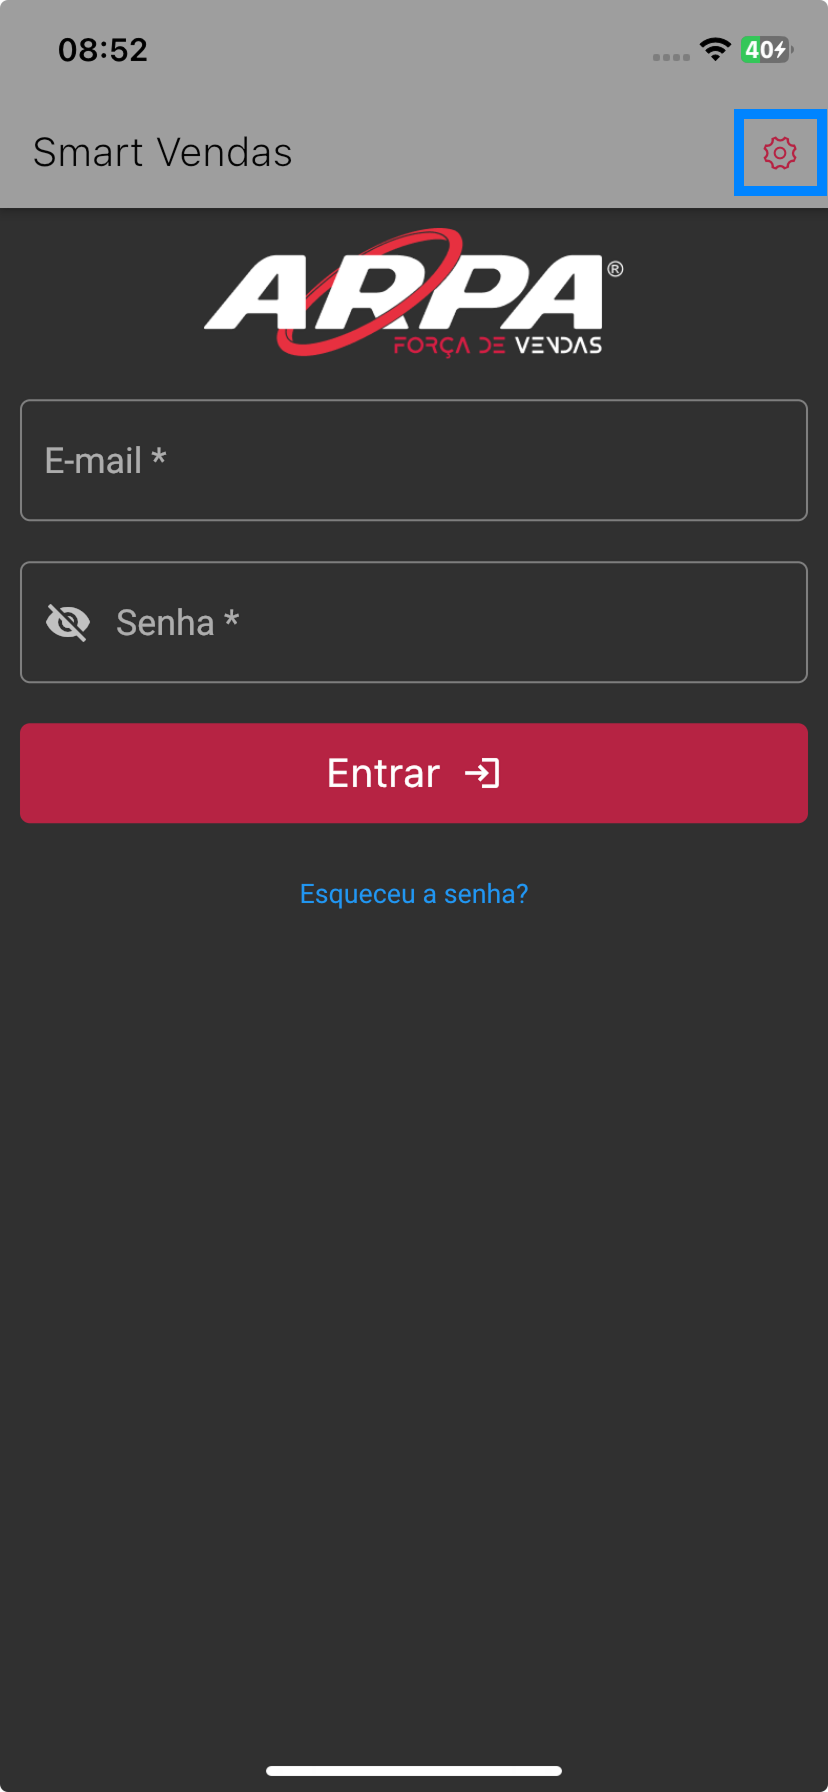 08:52
40
Smart Vendas
ARPA®
FORÇA DE VENDAS
E-mail *
Senha *
Entrar
Esqueceu a senha?